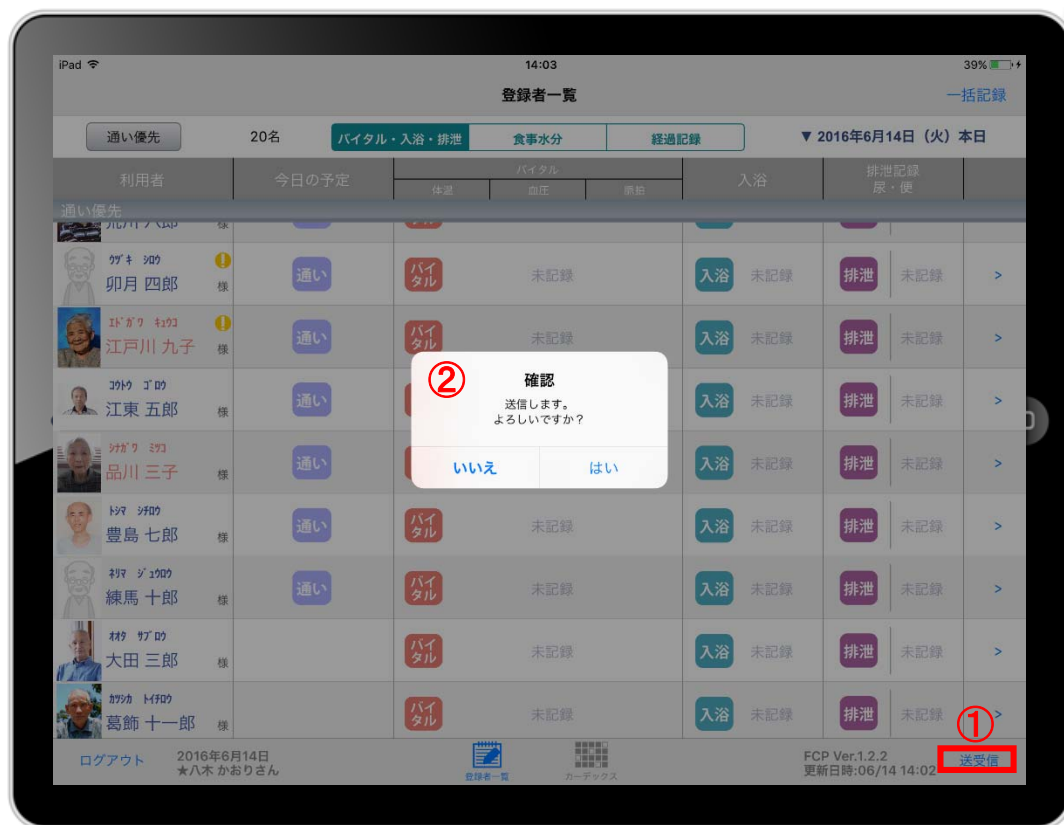 iPad 14:03 39%
登録者一覧 一括記録
通い優先 20名 バイタル・入浴・排泄 食事水分 経過記録 ▼ 2016年6月14日（火）本日
利用者 今日の予定 バイタル 入浴 排泄記録
体温 血圧 脈拍 尿・便
通い優先
様
ウヅキ シロウ
卯月 四郎 様 通い バイタル 未記録 入浴 未記録 排泄 未記録 >
エドガワ キュウコ
江戸川 九子 様 通い バイタル 未記録 入浴 未記録 排泄 未記録 >
コウトウ ゴロウ
江東 五郎 様 通い 入浴 未記録 排泄 未記録 >
② 確認
送信します。
よろしいですか？
いいえ はい
シナガワ ミツコ
品川 三子 様 通い 入浴 未記録 排泄 未記録 >
トシマ シチロウ
豊島 七郎 様 通い バイタル 未記録 入浴 未記録 排泄 未記録 >
ネリマ ジュウロウ
練馬 十郎 様 通い バイタル 未記録 入浴 未記録 排泄 未記録 >
オオタ サブロウ
大田 三郎 様 バイタル 未記録 入浴 未記録 排泄 未記録 >
カツシカ トイチロウ
葛飾 十一郎 様 バイタル 未記録 入浴 未記録 排泄 未記録 >
①
ログアウト 2016年6月14日 FCP Ver.1.2.2 送受信
★八木 かおりさん 登録者一覧 カーデックス 更新日時:06/14 14:02